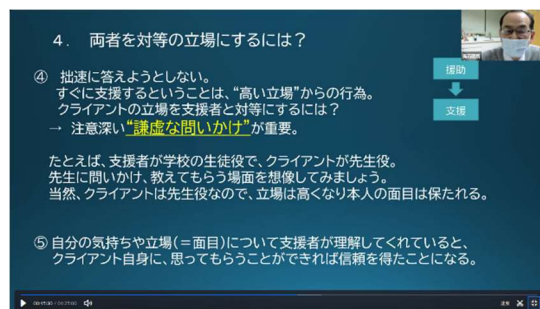 ４．　両者を対等の立場にするには？
援助
支援
④　拙速に答えようとしない。
すぐに支援するということは、“高い立場”からの行為。
クライアントの立場を支援者と対等にするには？
→ 注意深い“謙虚な問いかけ”が重要。
たとえば、支援者が学校の生徒役で、クライアントが先生役。
先生に問いかけ、教えてもらう場面を想像してみましょう。
当然、クライアントは先生役なので、立場は高くなり本人の面目は保たれる。
⑤ 自分の気持ちや立場（＝面目）について支援者が理解してくれていると、
クライアント自身に、思ってもらうことができれば信頼を得たことになる。